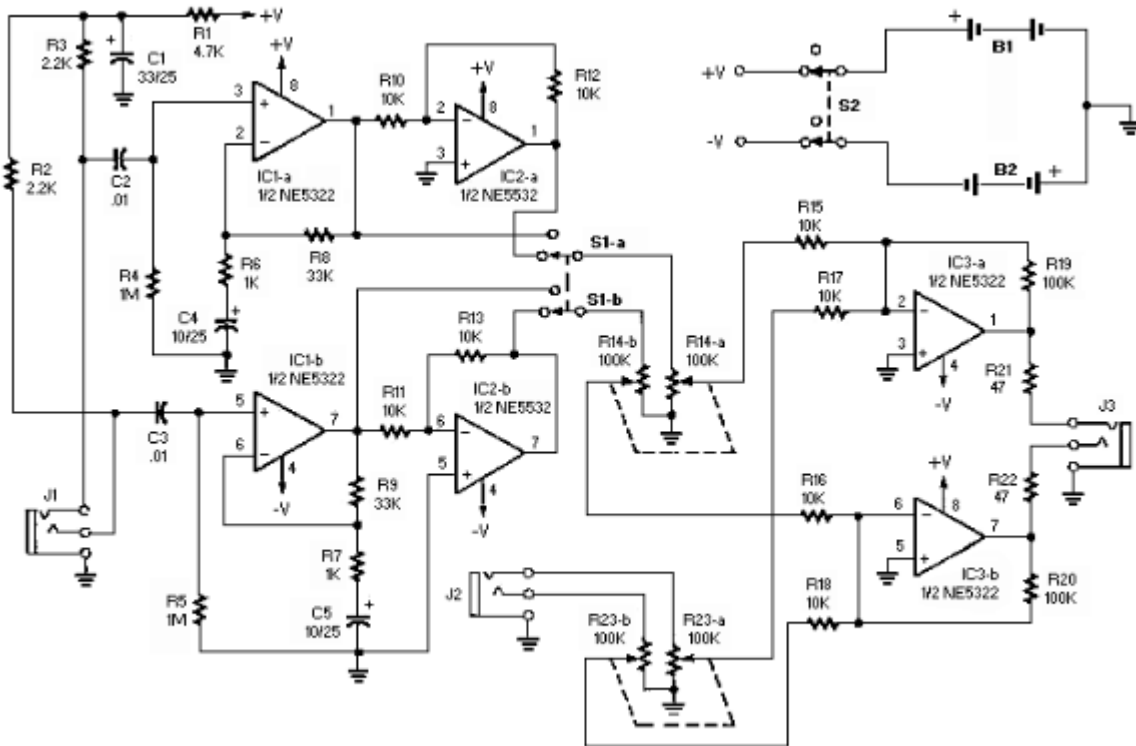 +V
R1
4.7K
R3
2.2K
+
C1
33/25
R2
2.2K
C2
.01
R4
1M
+V
8
3
+
2
−
1
IC1-a
1/2 NE5322
R10
10K
+V
8
2
−
3
+
1
IC2-a
1/2 NE5532
R12
10K
R6
1K
R8
33K
+
C4
10/25
S1-a
S1-b
+
B1
+V
S2
-V
B2
+
C3
.01
R5
1M
IC1-b
1/2 NE5322
5
+
6
−
7
4
-V
R11
10K
R13
10K
IC2-b
1/2 NE5532
6
−
5
+
7
4
-V
R9
33K
R7
1K
+
C5
10/25
J1
J2
R14-b
100K
R14-a
100K
R23-b
100K
R23-a
100K
R15
10K
R17
10K
IC3-a
1/2 NE5322
2
−
3
+
1
4
-V
R19
100K
R21
47
J3
R22
47
R16
10K
R18
10K
+V
8
6
−
5
+
7
IC3-b
1/2 NE5322
R20
100K